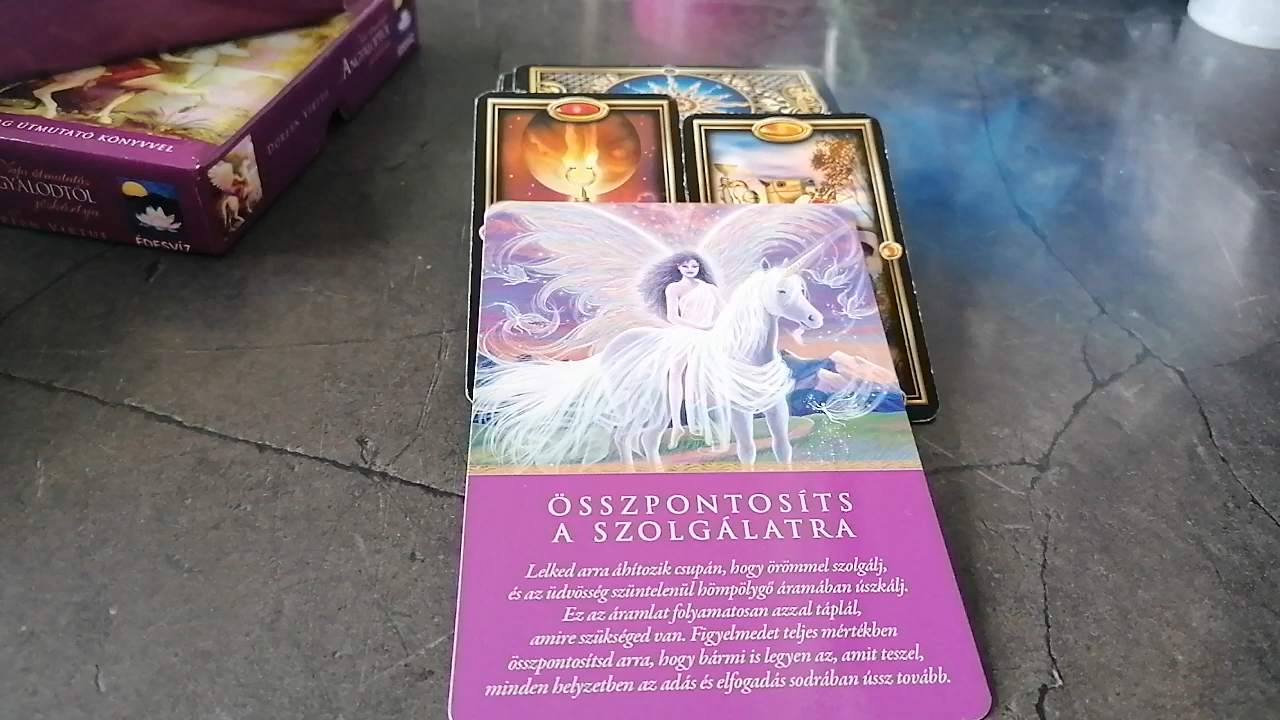 ÚTMUTATÓ KÖNYVVEL
DOREEN VIRTUE
ÉDESVÍZ
ÖSSZPONTOSÍTS
A SZOLGÁLATRA
Lelked arra áhítozik csupán, hogy örömmel szolgálj,
és az üdvösség szüntelenül hömpölygő áramában úszkálj.
Ez az áramlat folyamatosan azzal táplál,
amire szükséged van. Figyelmedet teljes mértékben
összpontosítsd arra, hogy bármi is legyen az, amit teszel,
minden helyzetben az adás és elfogadás sodrában ússz tovább.